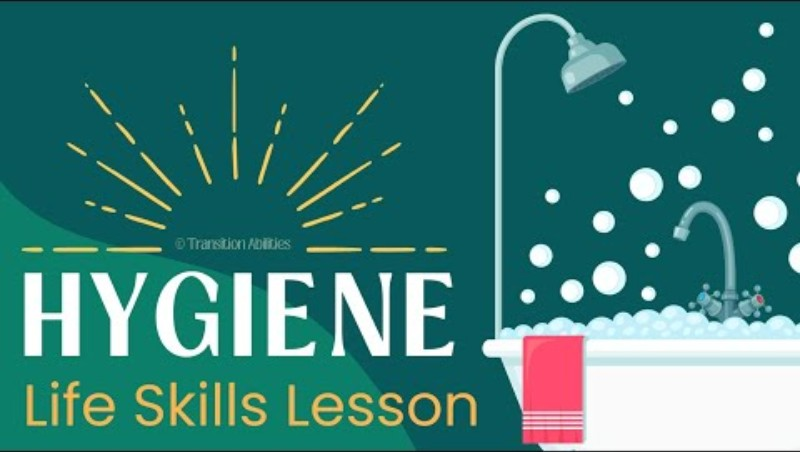 © Transition Abilities
HYGIENE
Life Skills Lesson